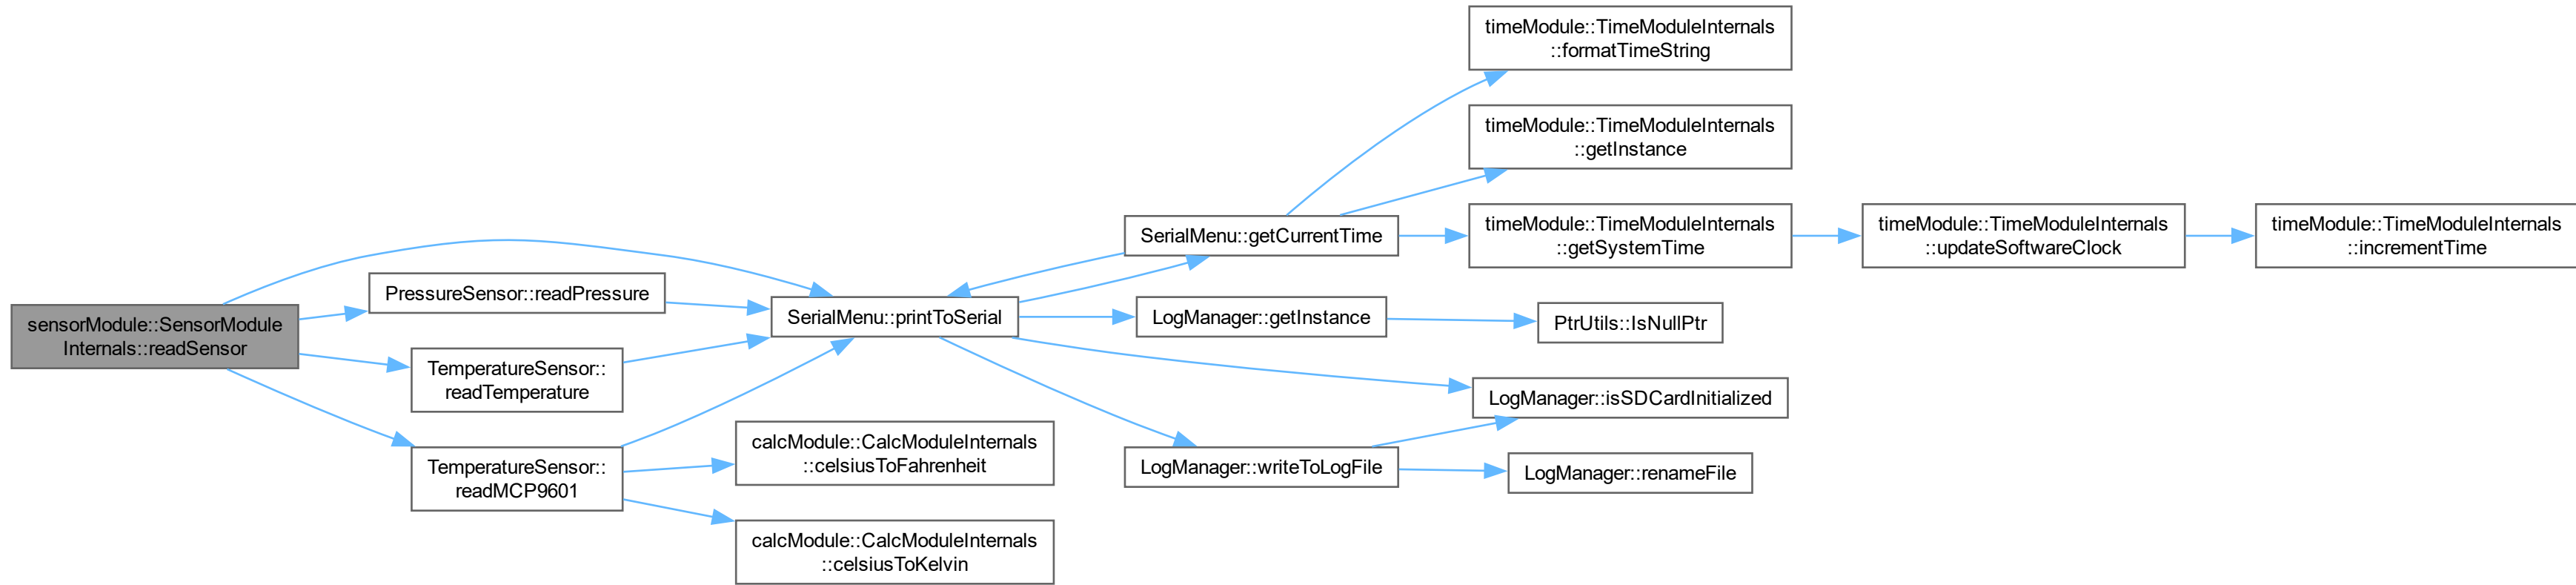 sensorModule::SensorModule
Internals::readSensor
PressureSensor::readPressure
TemperatureSensor::
readTemperature
TemperatureSensor::
readMCP9601
SerialMenu::printToSerial
calcModule::CalcModuleInternals
::celsiusToFahrenheit
calcModule::CalcModuleInternals
::celsiusToKelvin
SerialMenu::getCurrentTime
LogManager::getInstance
LogManager::writeToLogFile
timeModule::TimeModuleInternals
::formatTimeString
timeModule::TimeModuleInternals
::getInstance
timeModule::TimeModuleInternals
::getSystemTime
PtrUtils::IsNullPtr
LogManager::isSDCardInitialized
LogManager::renameFile
timeModule::TimeModuleInternals
::updateSoftwareClock
timeModule::TimeModuleInternals
::incrementTime